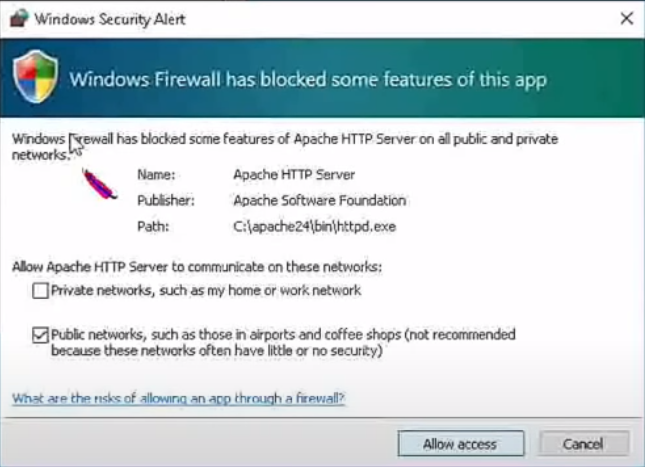 Windows Security Alert
Windows Firewall has blocked some features of this app
Windows Firewall has blocked some features of Apache HTTP Server on all public and private
networks.
Name: Apache HTTP Server
Publisher: Apache Software Foundation
Path: C:\apache24\bin\httpd.exe
Allow Apache HTTP Server to communicate on these networks:
Private networks, such as my home or work network
Public networks, such as those in airports and coffee shops (not recommended
because these networks often have little or no security)
What are the risks of allowing an app through a firewall?
Allow access Cancel